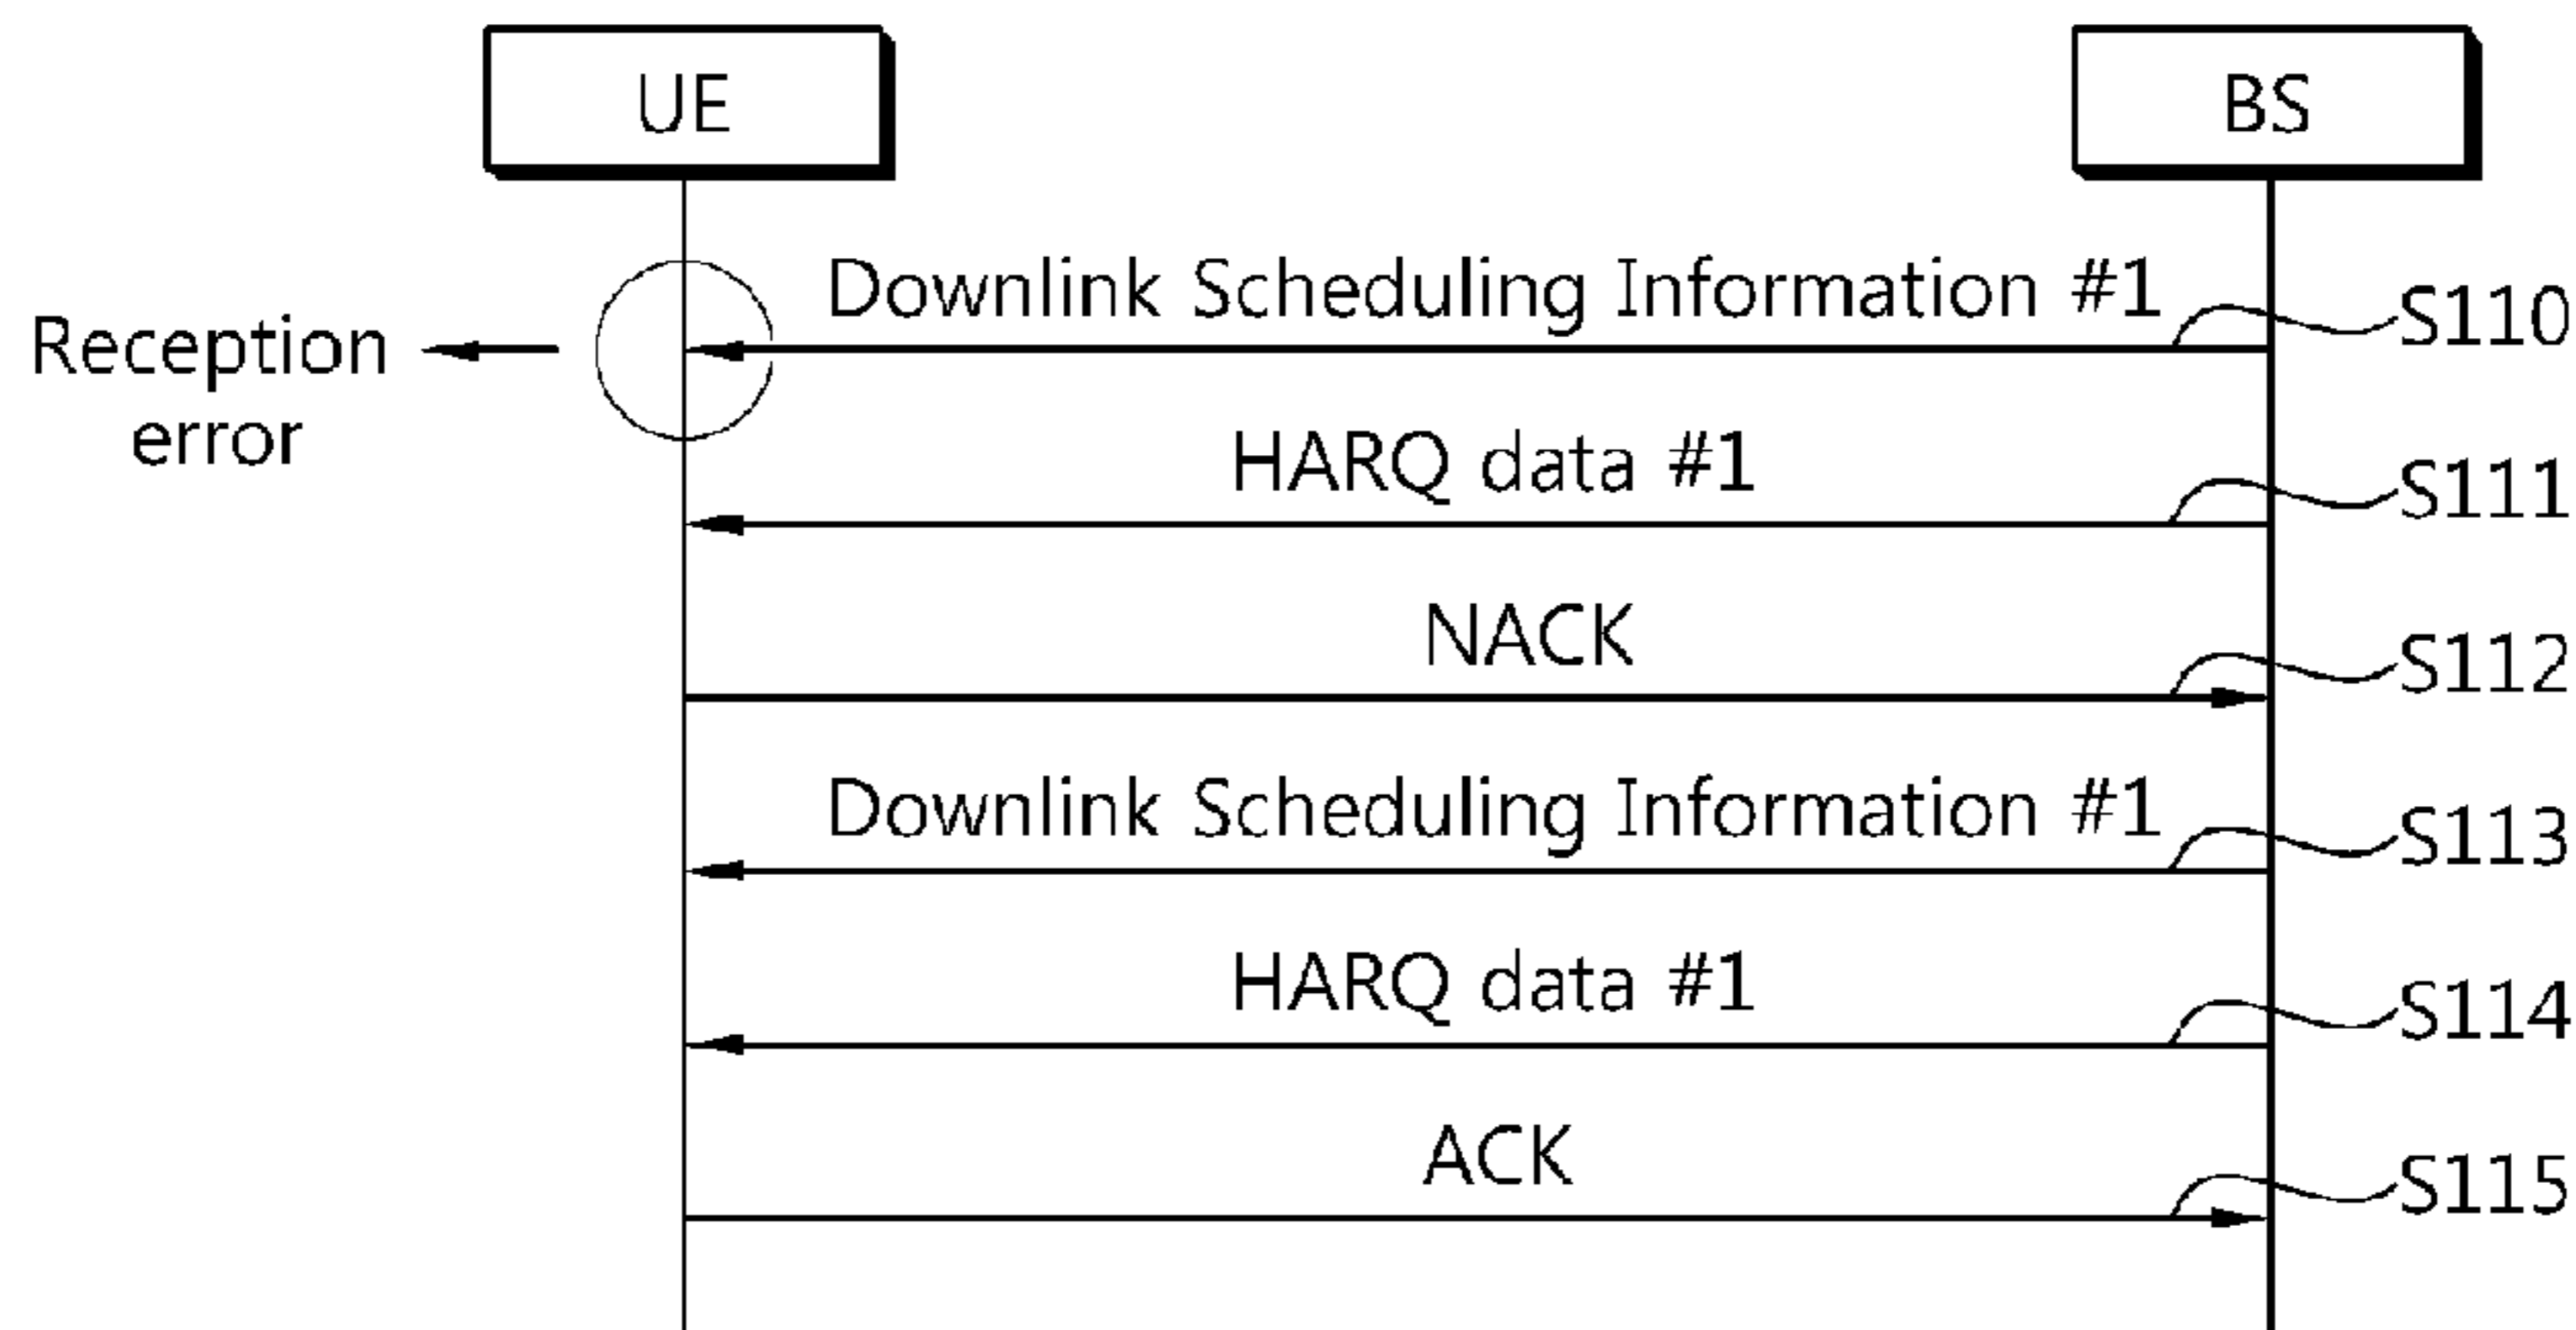 UE
BS
Downlink Scheduling Information #1
S110
Reception
error
HARQ data #1
S111
NACK
S112
Downlink Scheduling Information #1
S113
HARQ data #1
S114
ACK
S115